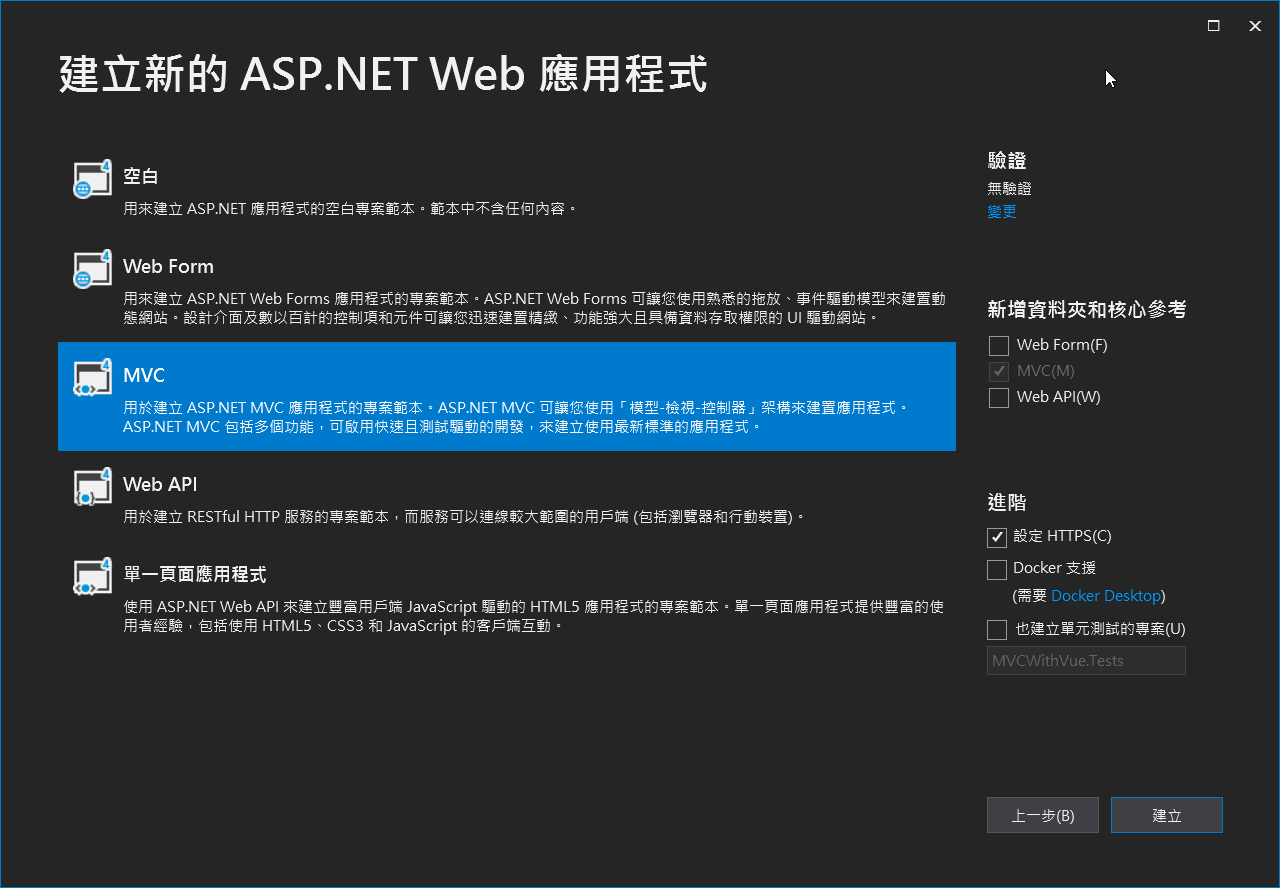 建立新的 ASP.NET Web 應用程式
空白
用來建立 ASP.NET 應用程式的空白專案範本。範本中不含任何內容。
Web Form
用來建立 ASP.NET Web Forms 應用程式的專案範本。ASP.NET Web Forms 可讓您使用熟悉的拖放、事件驅動模型來建置動
態網站。設計介面及數以百計的控制項和元件可讓您迅速建置精緻、功能強大且具備資料存取權限的 UI 驅動網站。
MVC
用於建立 ASP.NET MVC 應用程式的專案範本。ASP.NET MVC 可讓您使用「模型-檢視-控制器」架構來建置應用程式。
ASP.NET MVC 包括多個功能，可啟用快速且測試驅動的開發，來建立使用最新標準的應用程式。
Web API
用於建立 RESTful HTTP 服務的專案範本，而服務可以連線較大範圍的用戶端 (包括瀏覽器和行動裝置)。
單一頁面應用程式
使用 ASP.NET Web API 來建立豐富用戶端 JavaScript 驅動的 HTML5 應用程式的專案範本。單一頁面應用程式提供豐富的使
用者經驗，包括使用 HTML5、CSS3 和 JavaScript 的客戶端互動。
驗證
無驗證
變更
新增資料夾和核心參考
Web Form(F)
MVC(M)
Web API(W)
進階
設定 HTTPS(C)
Docker 支援
(需要 Docker Desktop)
也建立單元測試的專案(U)
MVCWithVue.Tests
上一步(B)
建立